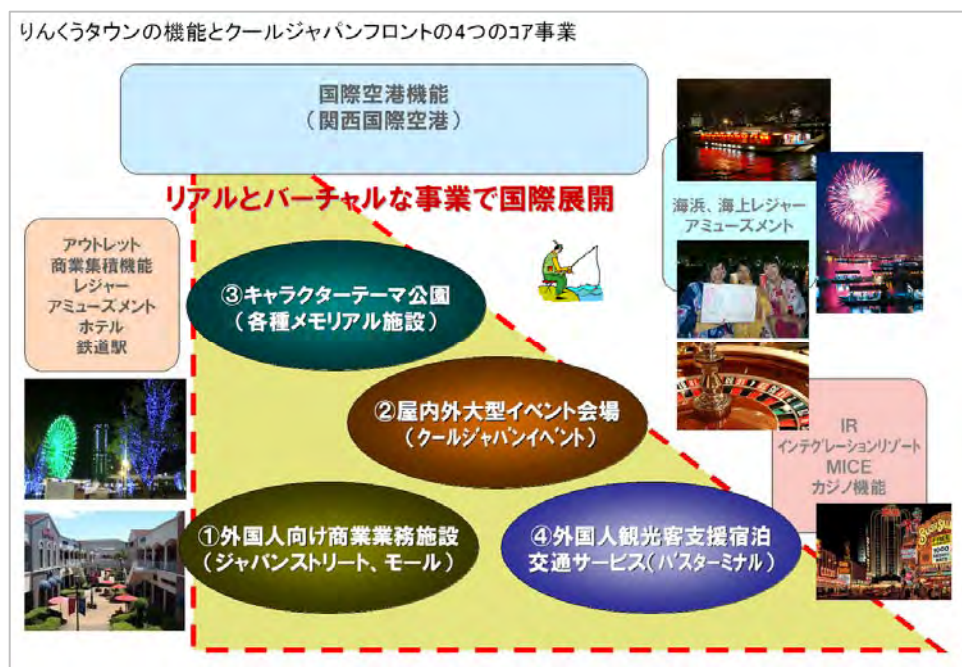 りんくうタウンの機能とクールジャパンフロントの4つのコア事業
国際空港機能
（関西国際空港）
リアルとバーチャルな事業で国際展開
海浜、海上レジャー
アミューズメント
アウトレット
商業集積機能
レジャー
アミューズメント
ホテル
鉄道駅
③キャラクターテーマ公園
（各種メモリアル施設）
②屋内外大型イベント会場
（クールジャパンイベント）
IR
インテグレーションリゾート
MICE
カジノ機能
①外国人向け商業業務施設
（ジャパンストリート、モール）
④外国人観光客支援宿泊
交通サービス（バスターミナル）